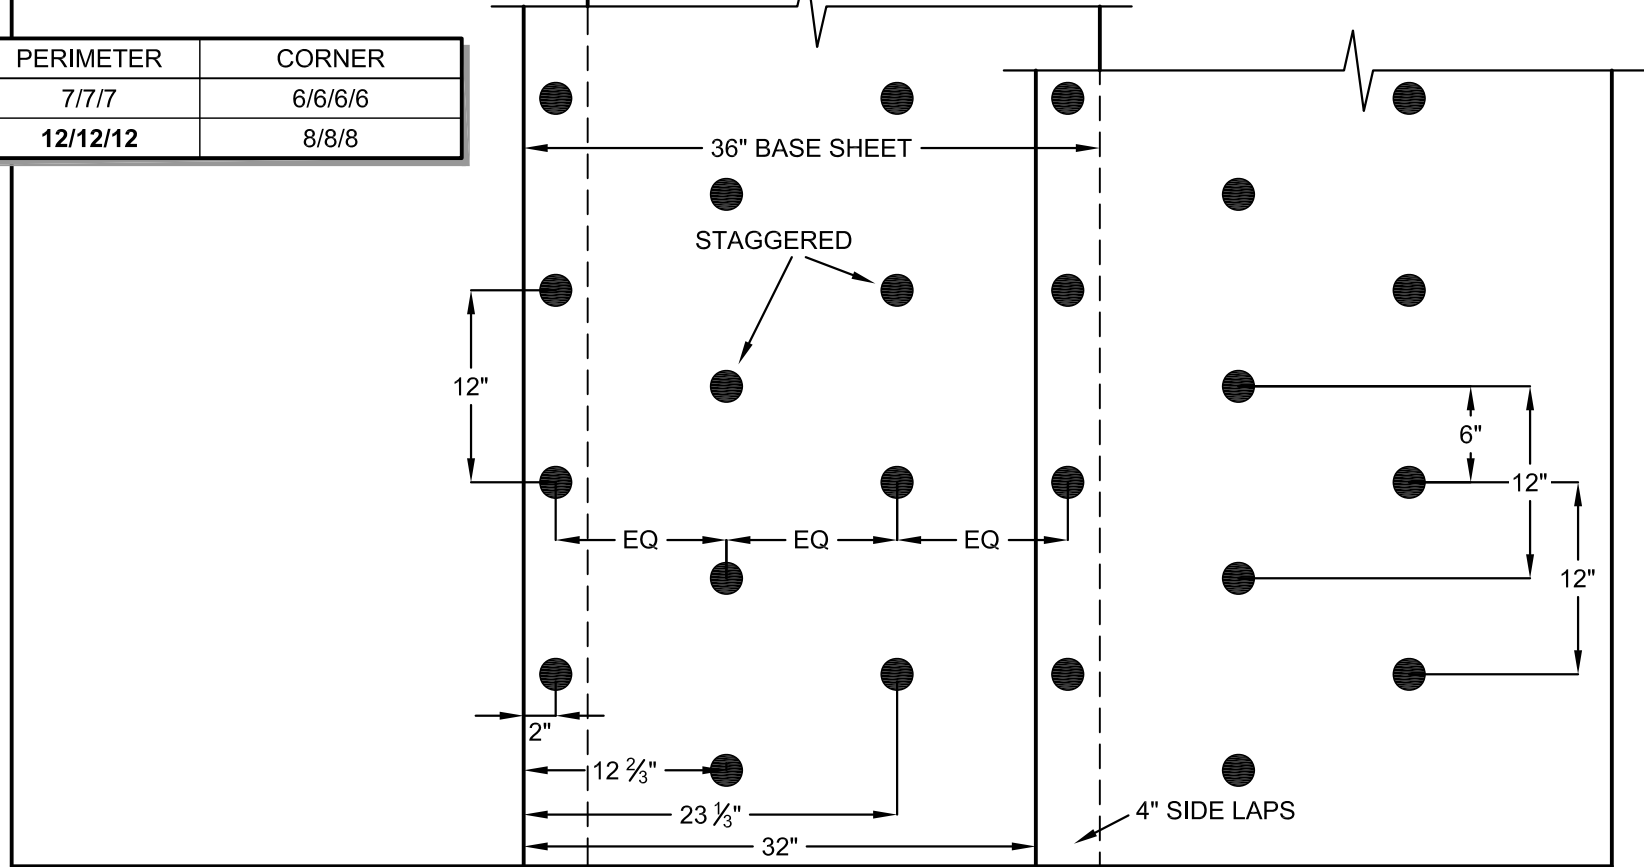 PERIMETER CORNER
7/7/7 6/6/6/6
12/12/12 8/8/8
36" BASE SHEET
STAGGERED
12"
6"
12"
EQ EQ EQ
12"
2"
12 ⅔"
23 ⅓"
4" SIDE LAPS
32"